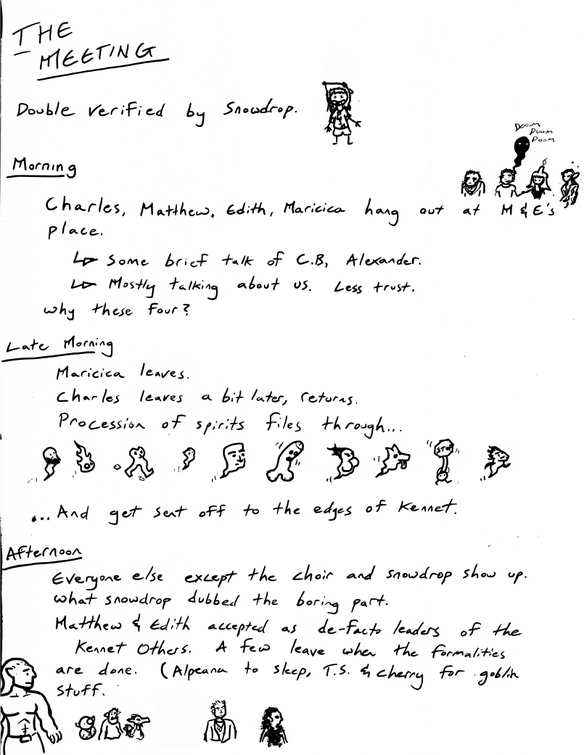 THE
MEETING
Double verified by Snowdrop.
DOOM
DOOM
DOOM
Morning
Charles, Matthew, Edith, Maricica hang out at M & E's
place.
Some brief talk of C.B, Alexander.
Mostly talking about us. Less trust.
why these four?
Late Morning
Maricica leaves.
Charles leaves a bit later, returns.
Procession of spirits files through...
STOP
...And get sent off to the edges of Kennet.
Afternoon
Everyone else except the choir and snowdrop show up.
What snowdrop dubbed the boring part.
Matthew & Edith accepted as de-facto leaders of the
Kennet Others. A few leave when the formalities
are done. (Alpeana to sleep, T.S. & cherry for goblin
stuff.